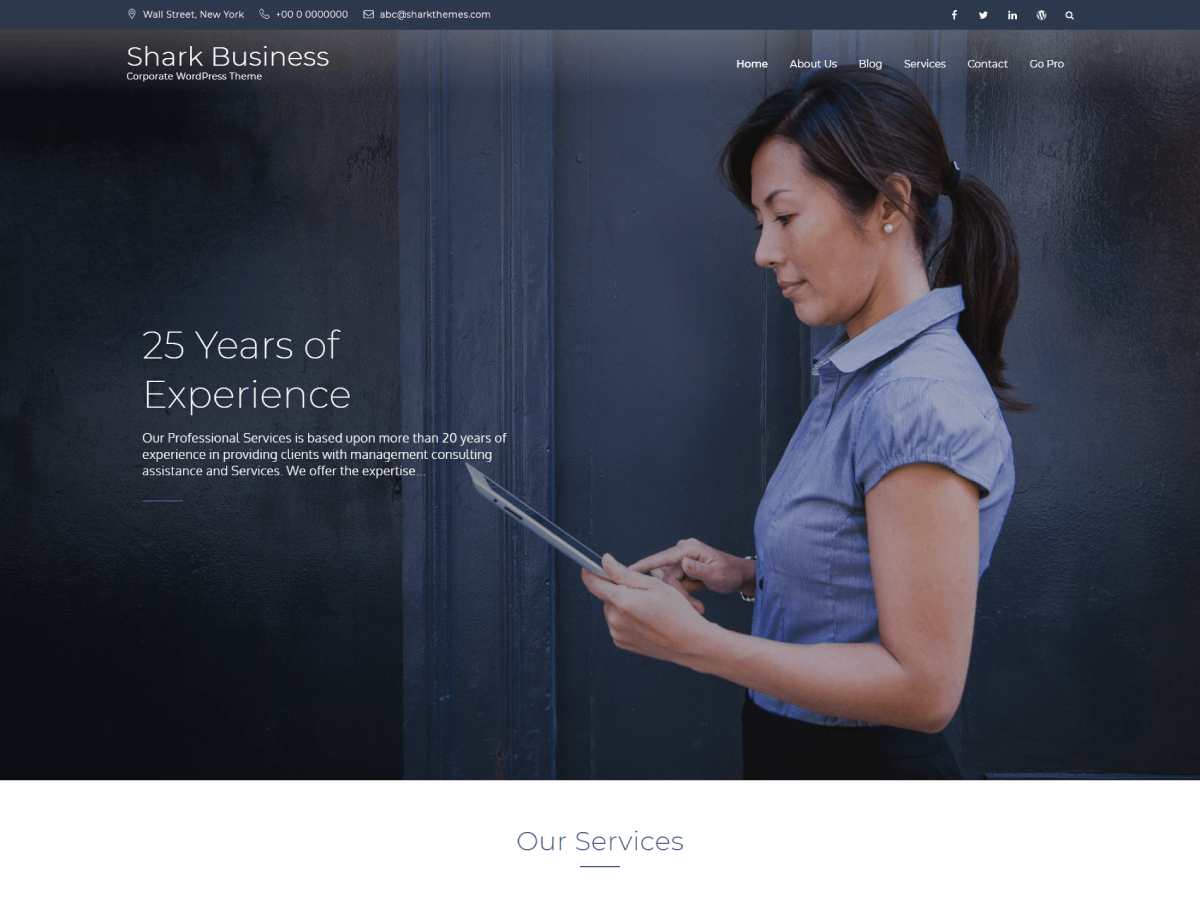 Wall Street, New York +00 0 0000000 abc@sharkthemes.com
Shark Business
Corporate WordPress Theme
Home About Us Blog Services Contact Go Pro
25 Years of
Experience
Our Professional Services is based upon more than 20 years of
experience in providing clients with management consulting
assistance and Services. We offer the expertise...
Our Services